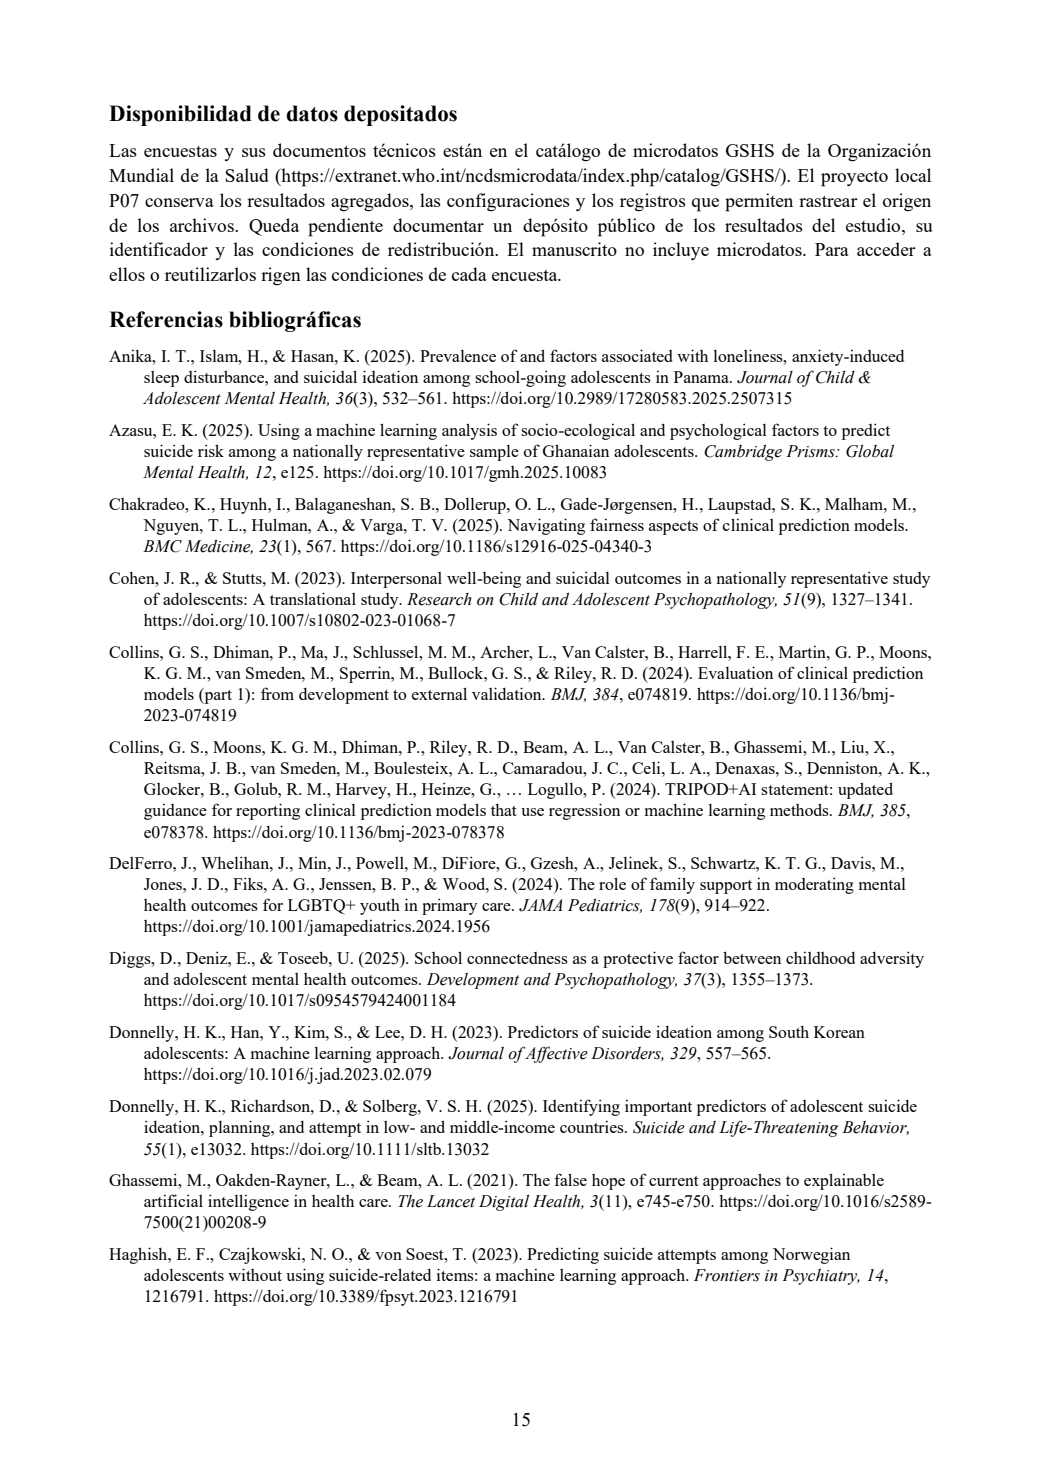 Disponibilidad de datos depositados
Las encuestas y sus documentos técnicos están en el catálogo de microdatos GSHS de la Organización
Mundial de la Salud (https://extranet.who.int/ncdsmicrodata/index.php/catalog/GSHS/). El proyecto local
P07 conserva los resultados agregados, las configuraciones y los registros que permiten rastrear el origen
de los archivos. Queda pendiente documentar un depósito público de los resultados del estudio, su
identificador y las condiciones de redistribución. El manuscrito no incluye microdatos. Para acceder a
ellos o reutilizarlos rigen las condiciones de cada encuesta.
Referencias bibliográficas
Anika, I. T., Islam, H., & Hasan, K. (2025). Prevalence of and factors associated with loneliness, anxiety-induced
sleep disturbance, and suicidal ideation among school-going adolescents in Panama. Journal of Child &
Adolescent Mental Health, 36(3), 532–561. https://doi.org/10.2989/17280583.2025.2507315
Azasu, E. K. (2025). Using a machine learning analysis of socio-ecological and psychological factors to predict
suicide risk among a nationally representative sample of Ghanaian adolescents. Cambridge Prisms: Global
Mental Health, 12, e125. https://doi.org/10.1017/gmh.2025.10083
Chakradeo, K., Huynh, I., Balaganeshan, S. B., Dollerup, O. L., Gade-Jørgensen, H., Laupstad, S. K., Malham, M.,
Nguyen, T. L., Hulman, A., & Varga, T. V. (2025). Navigating fairness aspects of clinical prediction models.
BMC Medicine, 23(1), 567. https://doi.org/10.1186/s12916-025-04340-3
Cohen, J. R., & Stutts, M. (2023). Interpersonal well-being and suicidal outcomes in a nationally representative study
of adolescents: A translational study. Research on Child and Adolescent Psychopathology, 51(9), 1327–1341.
https://doi.org/10.1007/s10802-023-01068-7
Collins, G. S., Dhiman, P., Ma, J., Schlussel, M. M., Archer, L., Van Calster, B., Harrell, F. E., Martin, G. P., Moons,
K. G. M., van Smeden, M., Sperrin, M., Bullock, G. S., & Riley, R. D. (2024). Evaluation of clinical prediction
models (part 1): from development to external validation. BMJ, 384, e074819. https://doi.org/10.1136/bmj-
2023-074819
Collins, G. S., Moons, K. G. M., Dhiman, P., Riley, R. D., Beam, A. L., Van Calster, B., Ghassemi, M., Liu, X.,
Reitsma, J. B., van Smeden, M., Boulesteix, A. L., Camaradou, J. C., Celi, L. A., Denaxas, S., Denniston, A. K.,
Glocker, B., Golub, R. M., Harvey, H., Heinze, G., … Logullo, P. (2024). TRIPOD+AI statement: updated
guidance for reporting clinical prediction models that use regression or machine learning methods. BMJ, 385,
e078378. https://doi.org/10.1136/bmj-2023-078378
DelFerro, J., Whelihan, J., Min, J., Powell, M., DiFiore, G., Gzesh, A., Jelinek, S., Schwartz, K. T. G., Davis, M.,
Jones, J. D., Fiks, A. G., Jenssen, B. P., & Wood, S. (2024). The role of family support in moderating mental
health outcomes for LGBTQ+ youth in primary care. JAMA Pediatrics, 178(9), 914–922.
https://doi.org/10.1001/jamapediatrics.2024.1956
Diggs, D., Deniz, E., & Toseeb, U. (2025). School connectedness as a protective factor between childhood adversity
and adolescent mental health outcomes. Development and Psychopathology, 37(3), 1355–1373.
https://doi.org/10.1017/s0954579424001184
Donnelly, H. K., Han, Y., Kim, S., & Lee, D. H. (2023). Predictors of suicide ideation among South Korean
adolescents: A machine learning approach. Journal of Affective Disorders, 329, 557–565.
https://doi.org/10.1016/j.jad.2023.02.079
Donnelly, H. K., Richardson, D., & Solberg, V. S. H. (2025). Identifying important predictors of adolescent suicide
ideation, planning, and attempt in low- and middle-income countries. Suicide and Life-Threatening Behavior,
55(1), e13032. https://doi.org/10.1111/sltb.13032
Ghassemi, M., Oakden-Rayner, L., & Beam, A. L. (2021). The false hope of current approaches to explainable
artificial intelligence in health care. The Lancet Digital Health, 3(11), e745-e750. https://doi.org/10.1016/s2589-
7500(21)00208-9
Haghish, E. F., Czajkowski, N. O., & von Soest, T. (2023). Predicting suicide attempts among Norwegian
adolescents without using suicide-related items: a machine learning approach. Frontiers in Psychiatry, 14,
1216791. https://doi.org/10.3389/fpsyt.2023.1216791
15